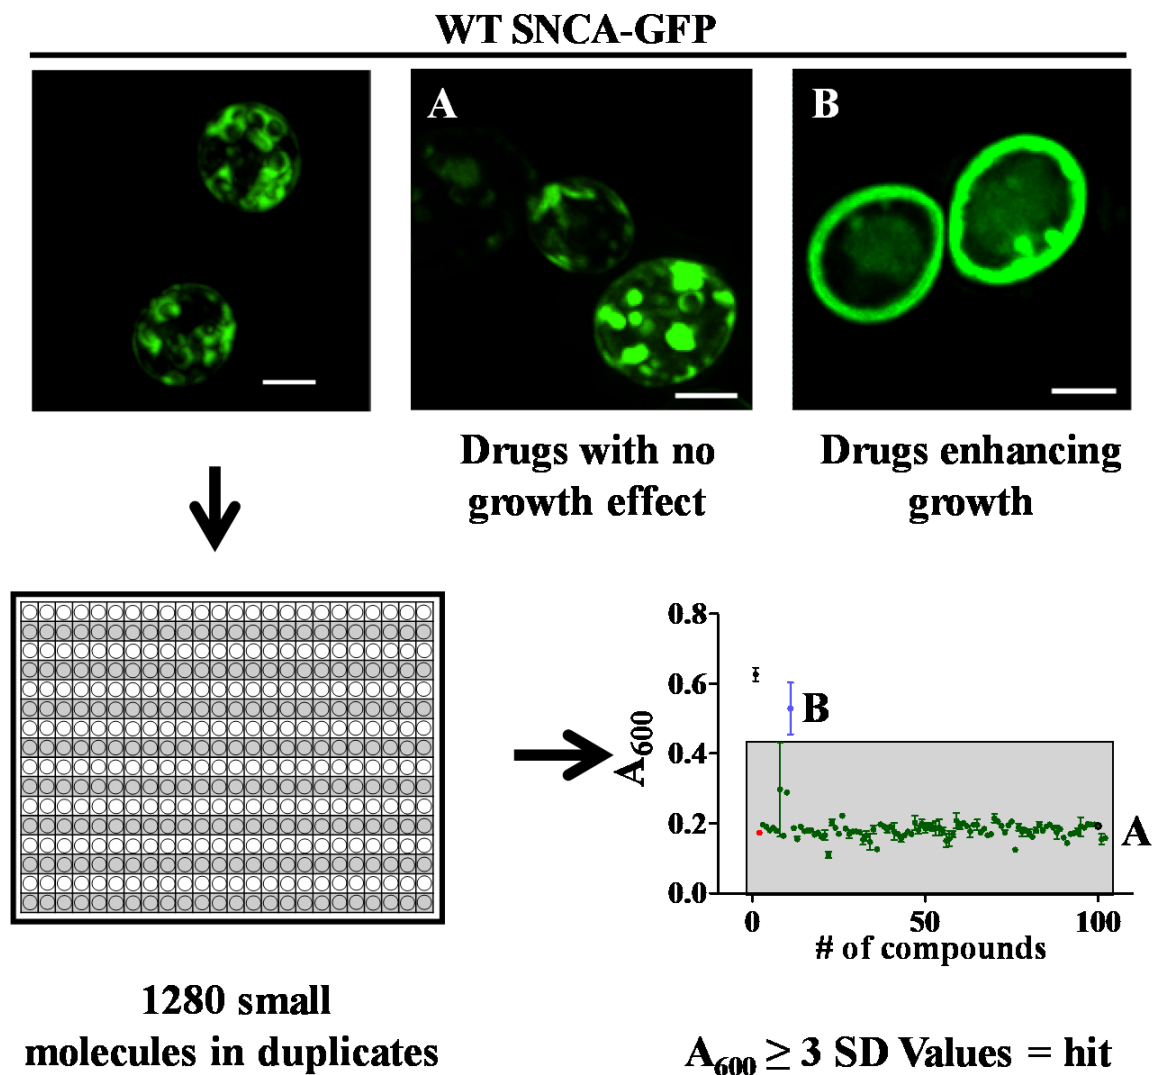 WT SNCA-GFP
A
B
Drugs with no
growth effect
Drugs enhancing
growth
0.8
0.6
0.4
0.2
0.0
A600
B
A
0
50
100
# of compounds
1280 small
molecules in duplicates
A600 ≥ 3 SD Values = hit